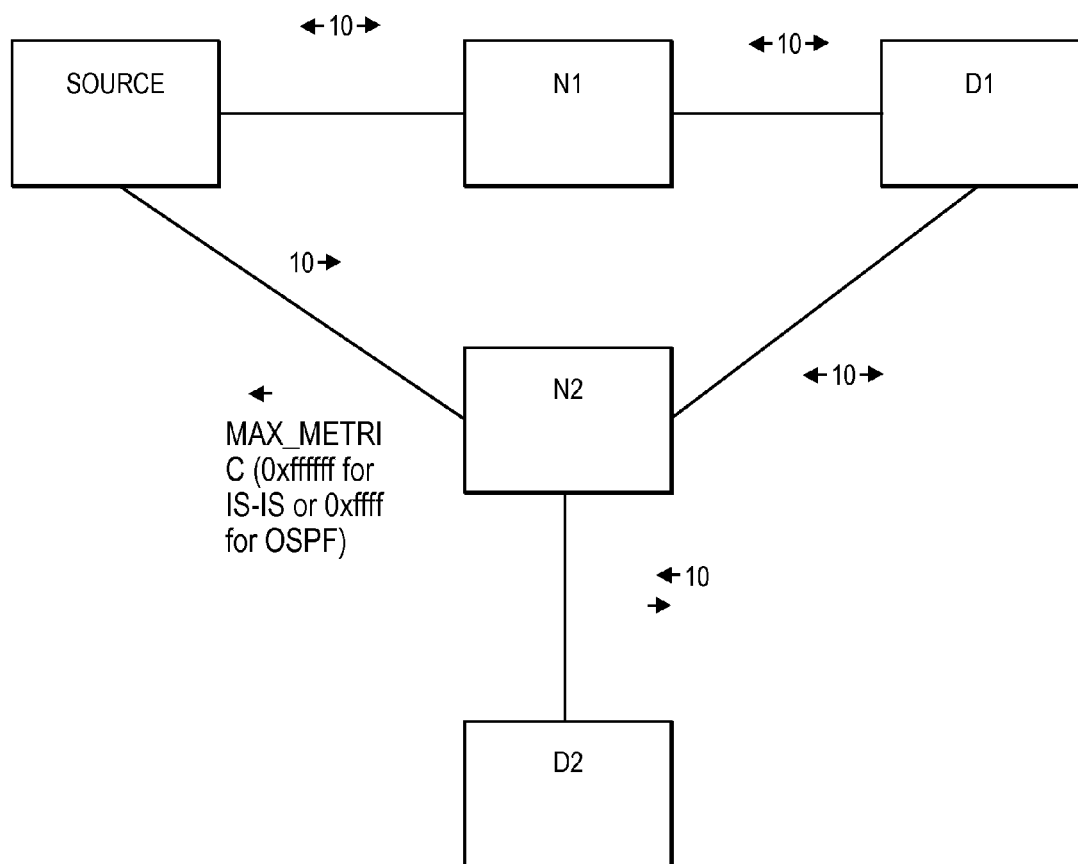 ←10→
←10→
SOURCE
N1
D1
10→
←10→
N2
←
MAX_METRI
C (0xffffff for
IS-IS or 0xffff
for OSPF)
←10
→
D2